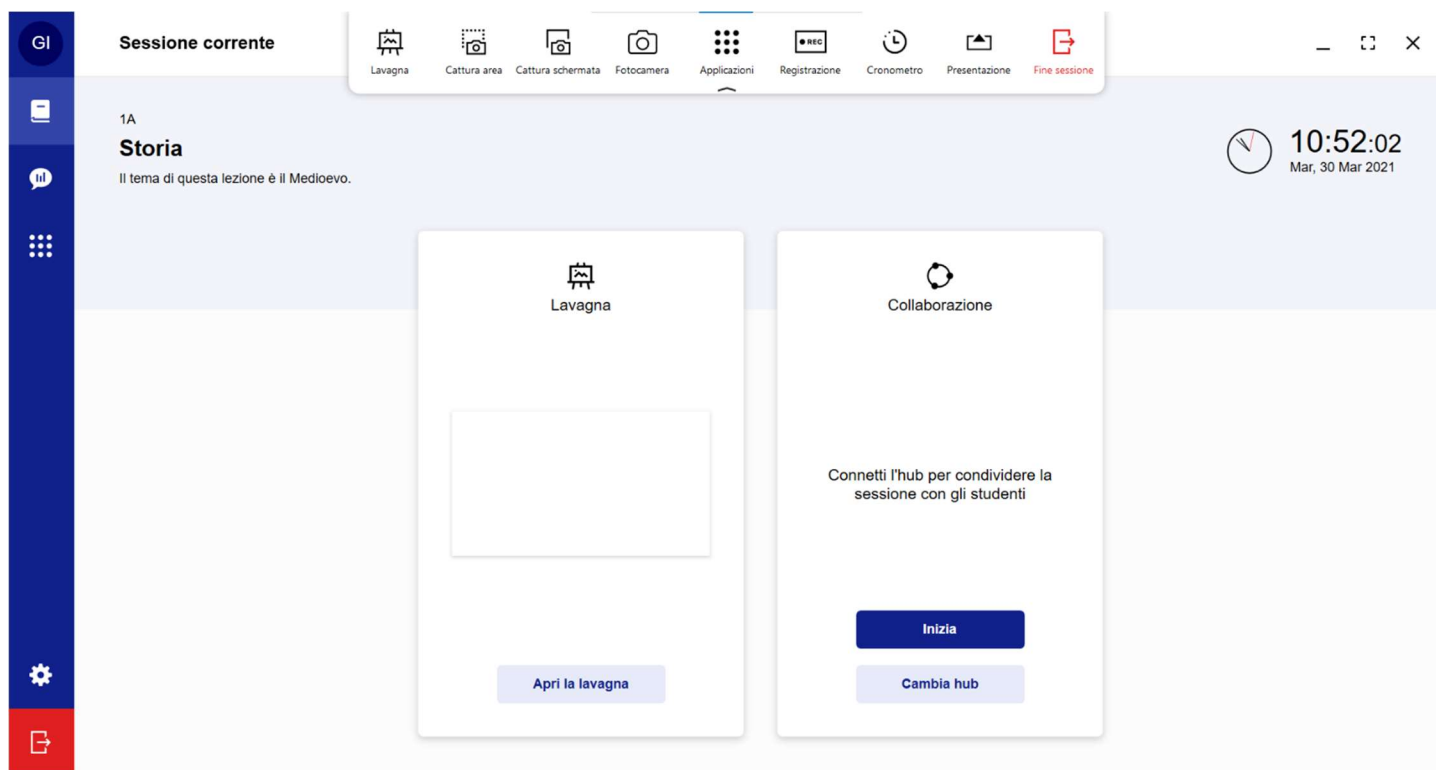 GI
Sessione corrente
Lavagna
Cattura area
Cattura schermata
Fotocamera
Applicazioni
REC
Registrazione
Cronometro
Presentazione
Fine sessione
1A
Storia
Il tema di questa lezione è il Medioevo.
10:52:02
Mar, 30 Mar 2021
Lavagna
Apri la lavagna
Collaborazione
Connetti l'hub per condividere la
sessione con gli studenti
Inizia
Cambia hub